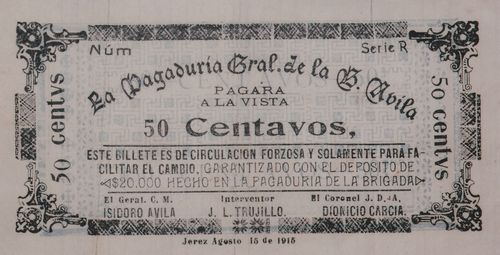 Núm Serie R
La Pagaduria Gral. de la B. Avila
PAGARA
A LA VISTA
50 Centavos,
50 centvs
50 centvs
ESTE BILLETE ES DE CIRCULACION FORZOSA Y SOLAMENTE PARA FA-
CILITAR EL CAMBIO, GARANTIZADO CON EL DEPOSITO DE
$20.000 HECHO EN LA PAGADURIA DE LA BRIGADA
El Geral. C. M. Interventor El Coronel J. D. A,
ISIDORO AVILA J. L. TRUJILLO. DIONICIO GARCIA.
Jerez Agosto 15 de 1915